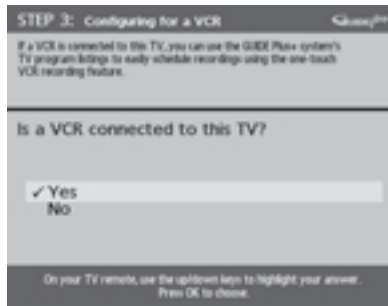 STEP 3: Configuring for a VCR
If a VCR is connected to this TV, you can use the GUIDE Plus+ system's
TV program listings to easily schedule recordings using the one-touch
VCR recording feature.
Is a VCR connected to this TV?
✓ Yes
No
On your TV remote, use the up/down keys to highlight your answer.
Press OK to choose.